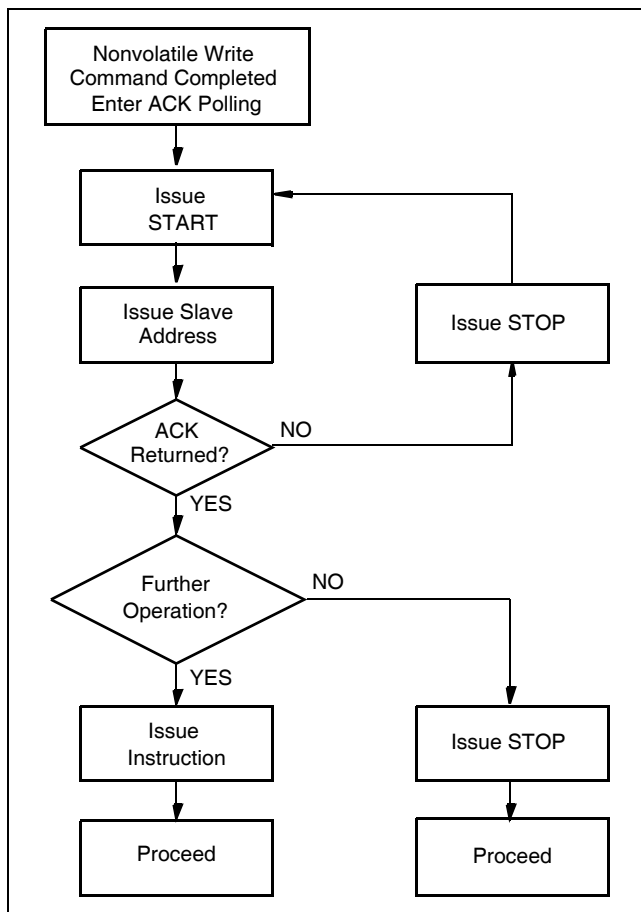 Nonvolatile Write
Command Completed
Enter ACK Polling
Issue
START
Issue Slave
Address
Issue STOP
ACK
Returned?
NO
YES
Further
Operation?
NO
YES
Issue
Instruction
Issue STOP
Proceed
Proceed